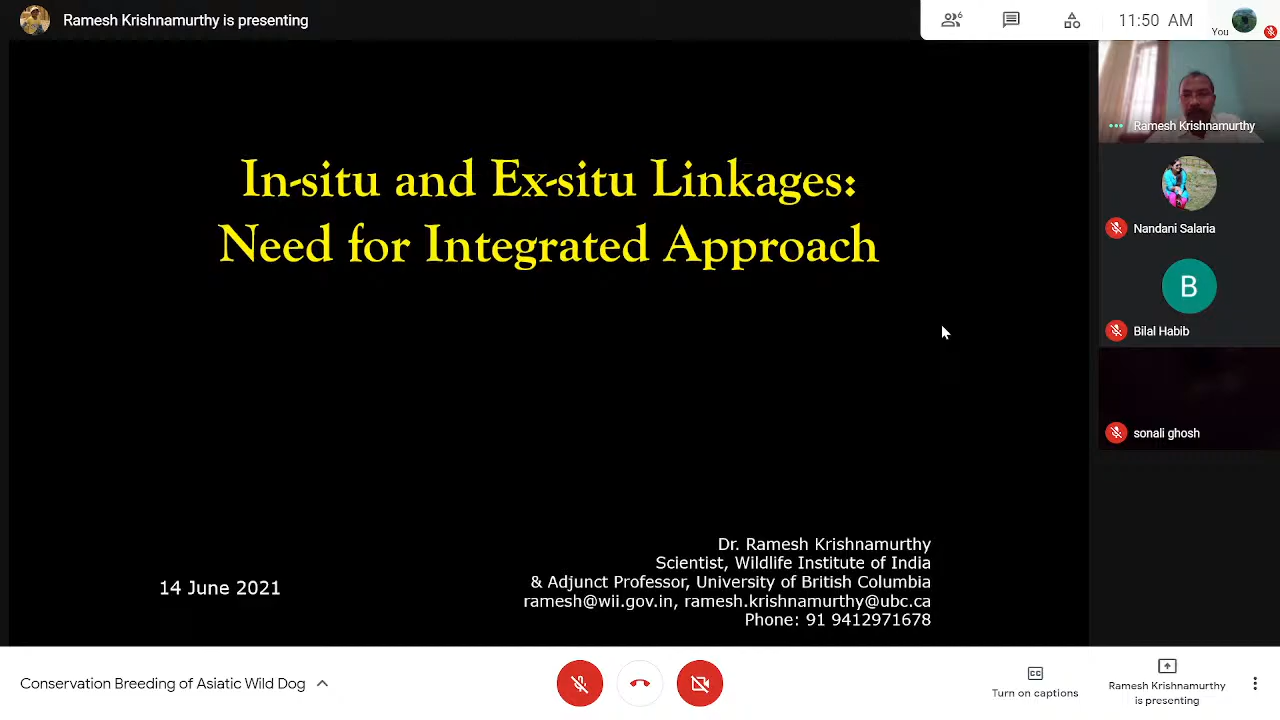 Ramesh Krishnamurthy is presenting
6
11:50 AM
You
Ramesh Krishnamurthy
Nandani Salaria
B
Bilal Habib
sonali ghosh
In-situ and Ex-situ Linkages:
Need for Integrated Approach
Dr. Ramesh Krishnamurthy
Scientist, Wildlife Institute of India
& Adjunct Professor, University of British Columbia
ramesh@wii.gov.in, ramesh.krishnamurthy@ubc.ca
Phone: 91 9412971678
14 June 2021
Conservation Breeding of Asiatic Wild Dog
CC
Turn on captions
Ramesh Krishnamurthy
is presenting